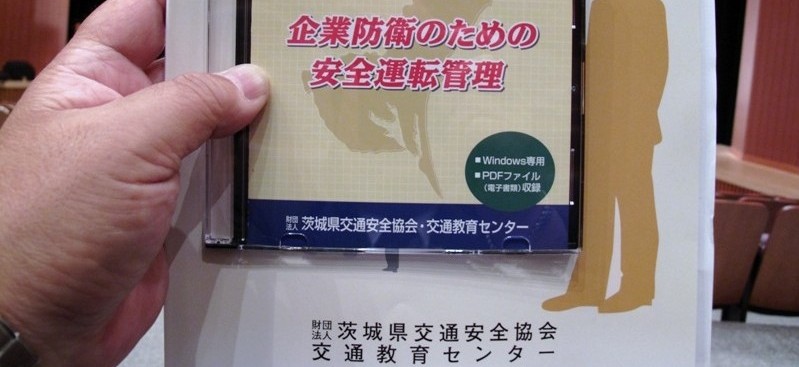 企業防衛のための
安全運転管理
■Windows専用
■PDFファイル
(電子書類)収録
財団法人 茨城県交通安全協会・交通教育センター
財団法人 茨城県交通安全協会
交通教育センター